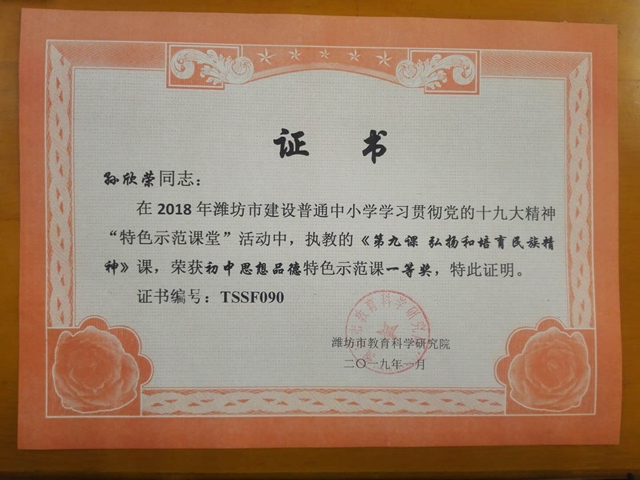 证 书
孙欣荣同志：
在 2018 年潍坊市建设普通中小学学习贯彻党的十九大精神
“特色示范课堂”活动中，执教的《第九课 弘扬和培育民族精
神》课，荣获初中思想品德特色示范课一等奖，特此证明。
证书编号：TSSF090
潍坊市教育科学研究院
二〇一九年一月